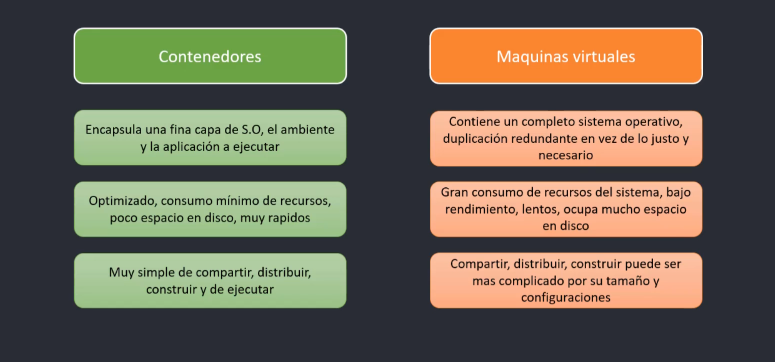 Contenedores
Encapsula una fina capa de S.O, el ambiente
y la aplicación a ejecutar
Optimizado, consumo mínimo de recursos,
poco espacio en disco, muy rapidos
Muy simple de compartir, distribuir,
construir y de ejecutar
Maquinas virtuales
Contiene un completo sistema operativo,
duplicación redundante en vez de lo justo y
necesario
Gran consumo de recursos del sistema, bajo
rendimiento, lentos, ocupa mucho espacio
en disco
Compartir, distribuir, construir puede ser
mas complicado por su tamaño y
configuraciones